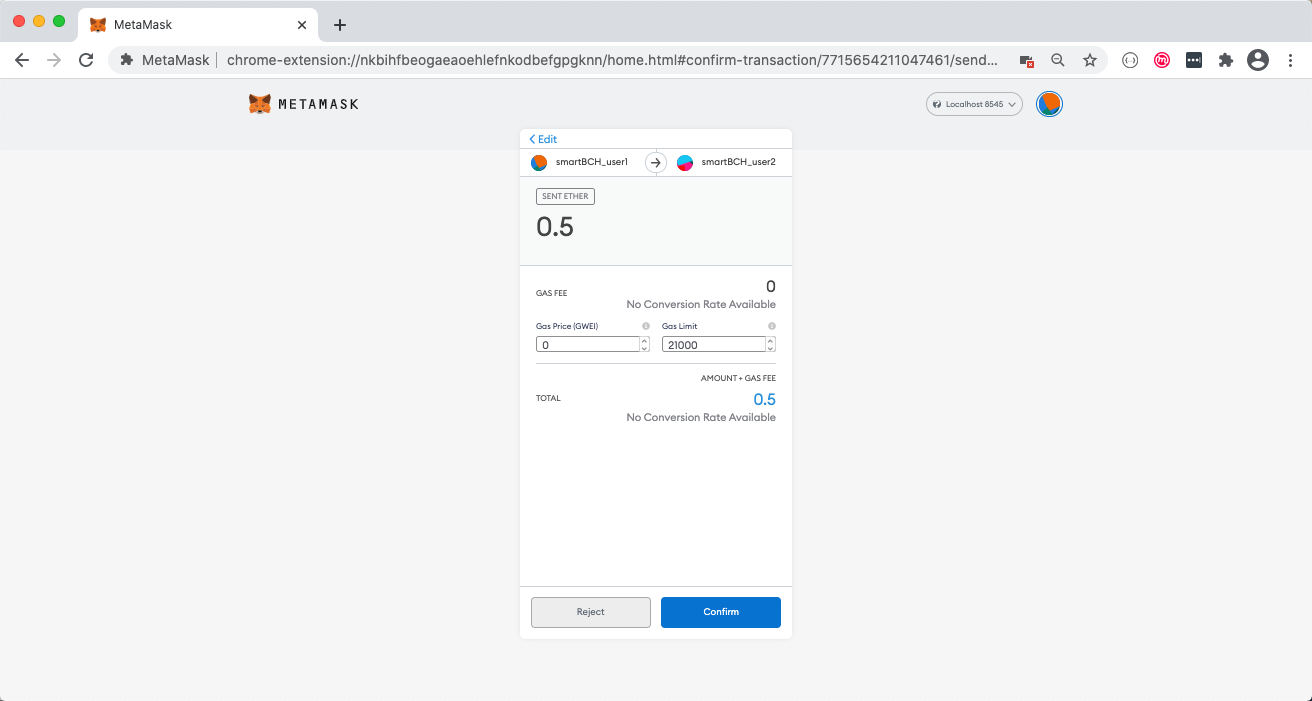 MetaMask
MetaMask chrome-extension://nkbihfbeogaeaoehlefnkodbefgpgknn/home.html#confirm-transaction/7715654211047461/send...
METAMASK
Localhost 8545
Edit
smartBCH_user1 smartBCH_user2
SENT ETHER
0.5
GAS FEE 0
No Conversion Rate Available
Gas Price (GWEI) Gas Limit
0 21000
AMOUNT + GAS FEE
TOTAL 0.5
No Conversion Rate Available
Reject Confirm